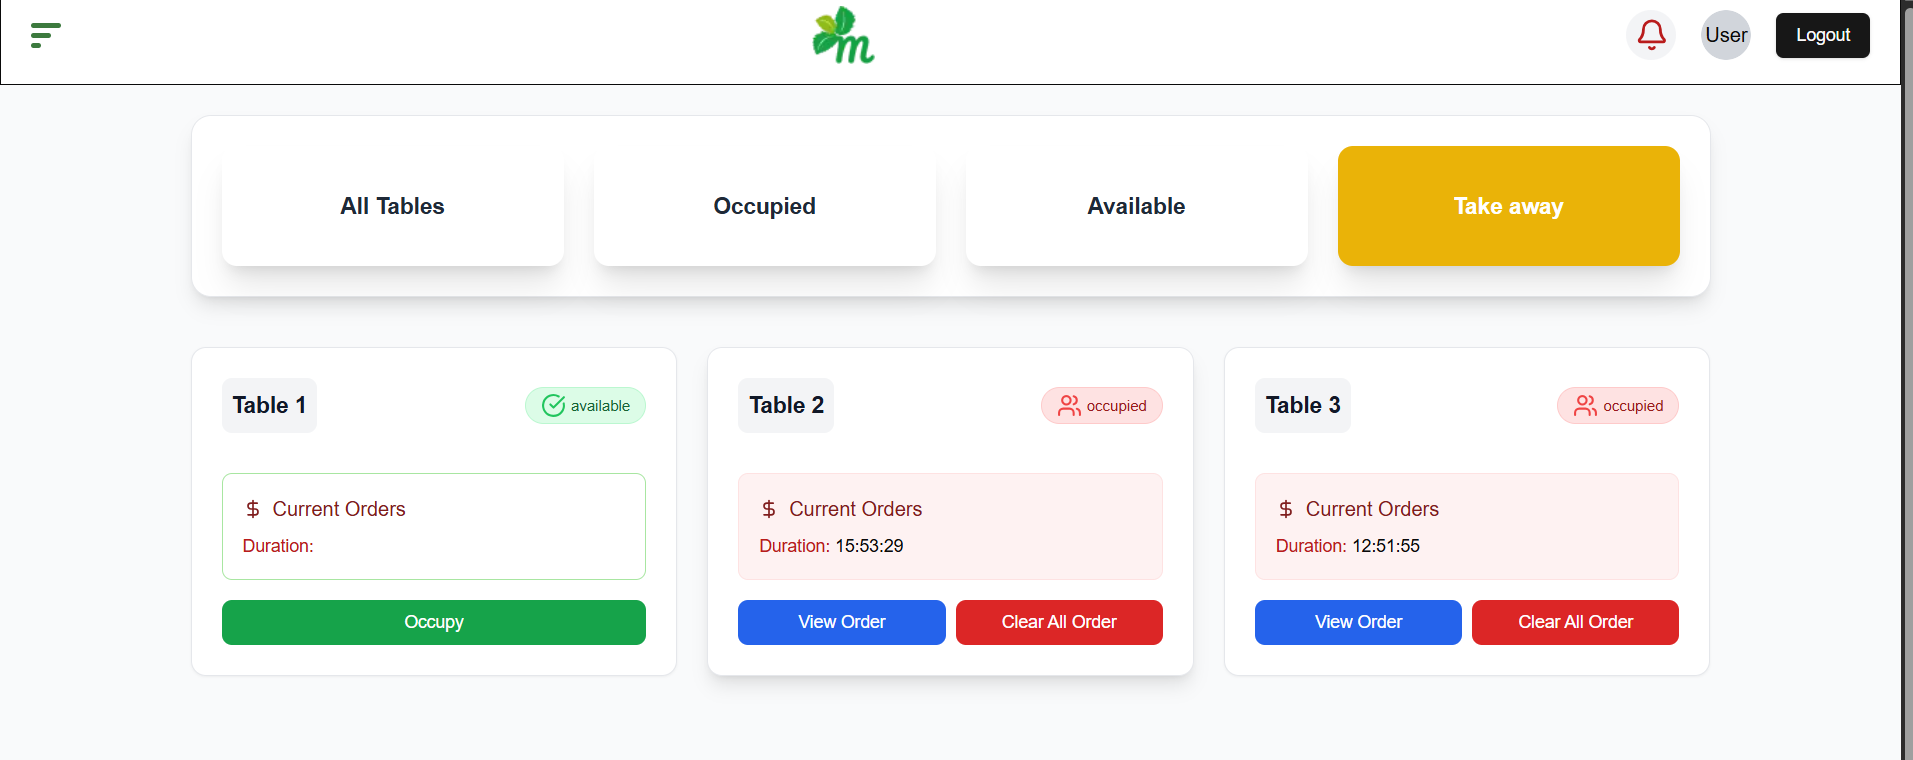 m
User
Logout
All Tables
Occupied
Available
Take away
Table 1
available
$ Current Orders
Duration:
Occupy
Table 2
occupied
$ Current Orders
Duration: 15:53:29
View Order
Clear All Order
Table 3
occupied
$ Current Orders
Duration: 12:51:55
View Order
Clear All Order